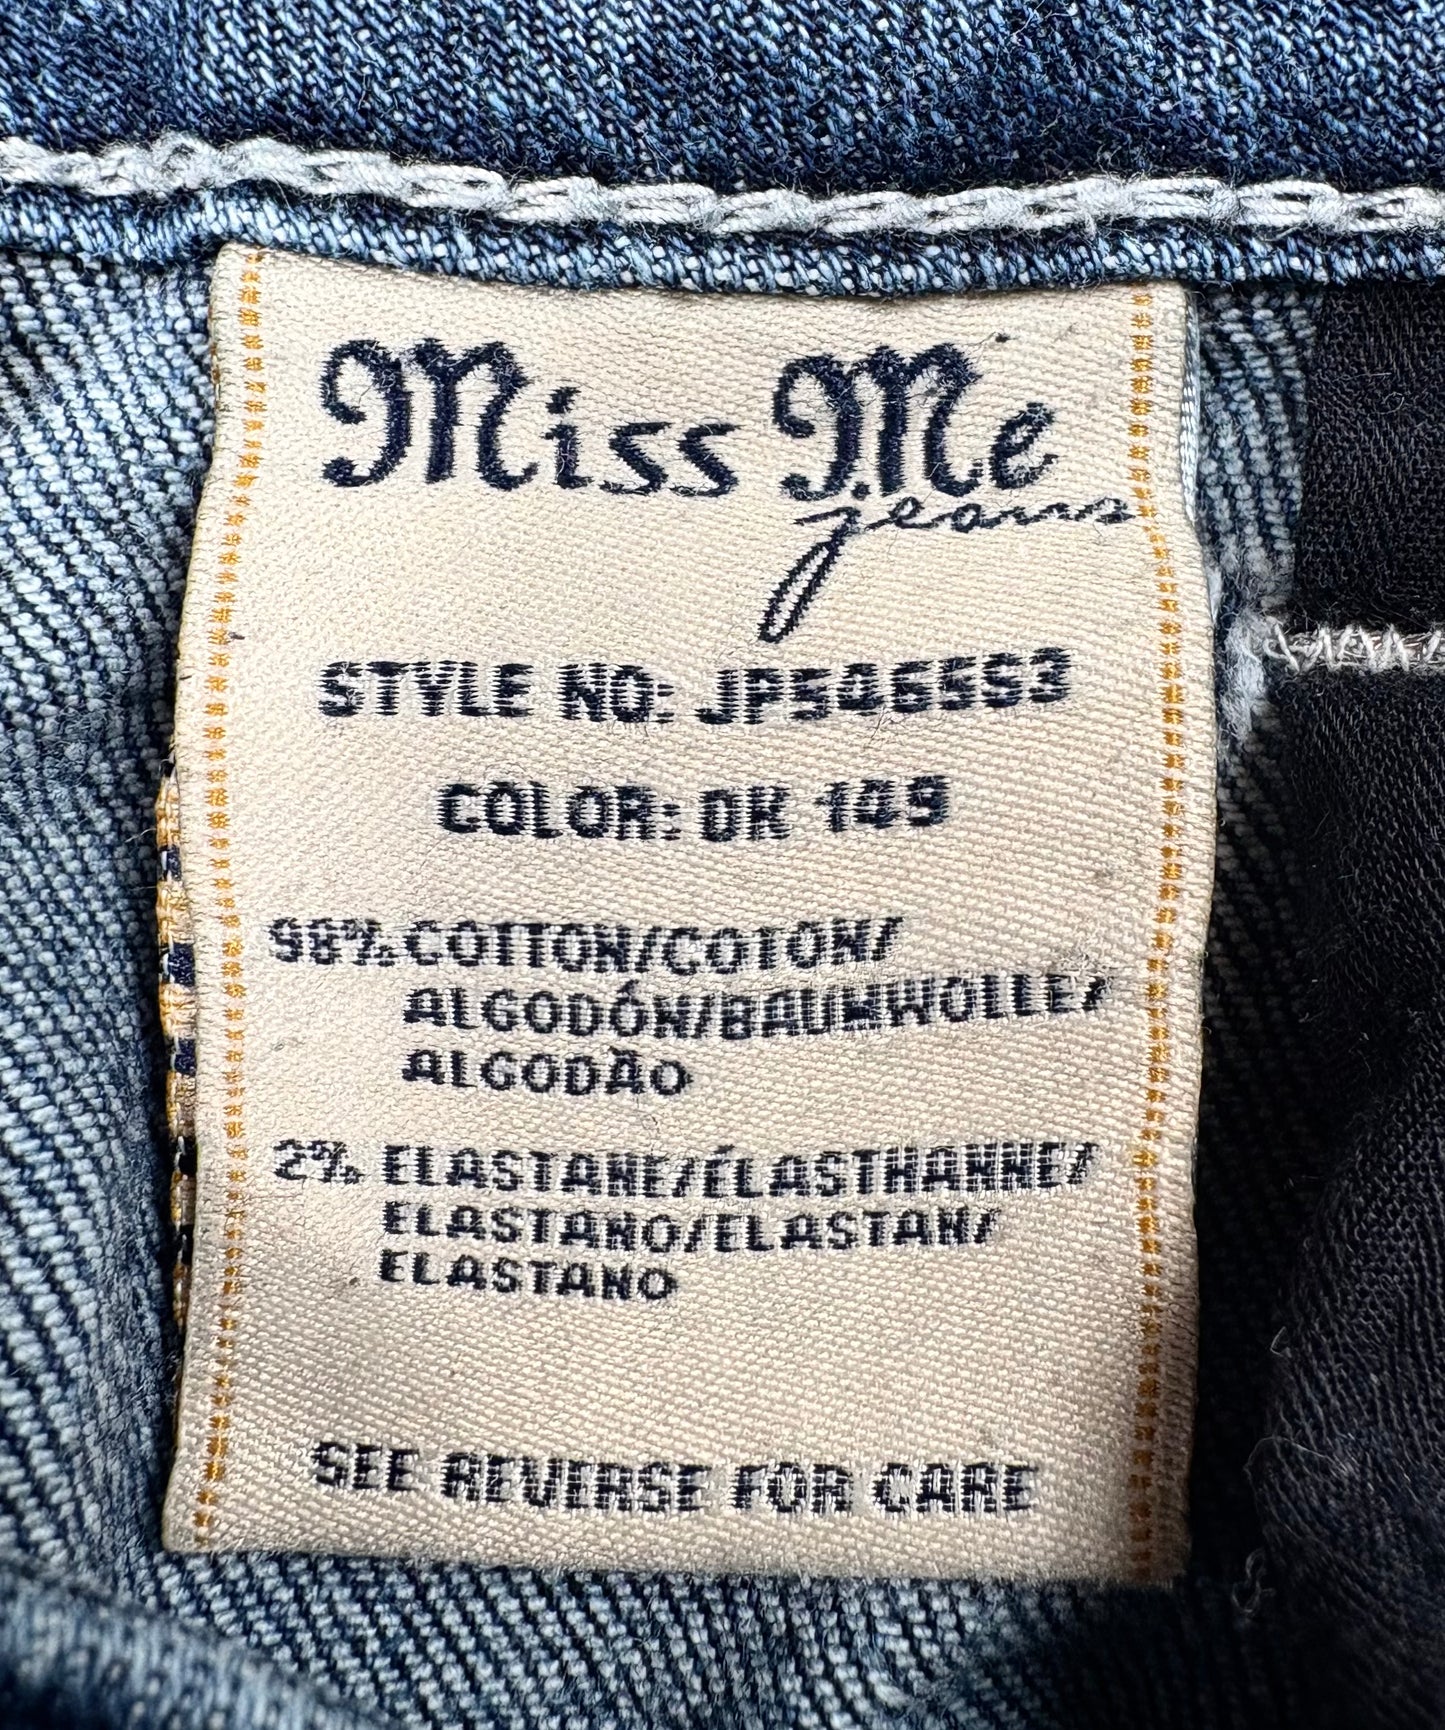 Miss Me
jeans
STYLE NO: JP5465S3
COLOR: DK 149
98% COTTON/COTON/
ALGODÓN/BAUMWOLLE/
ALGODÃO
2% ELASTANE/ÉLASTHANNE/
ELASTANO/ELASTAN/
ELASTANO
SEE REVERSE FOR CARE